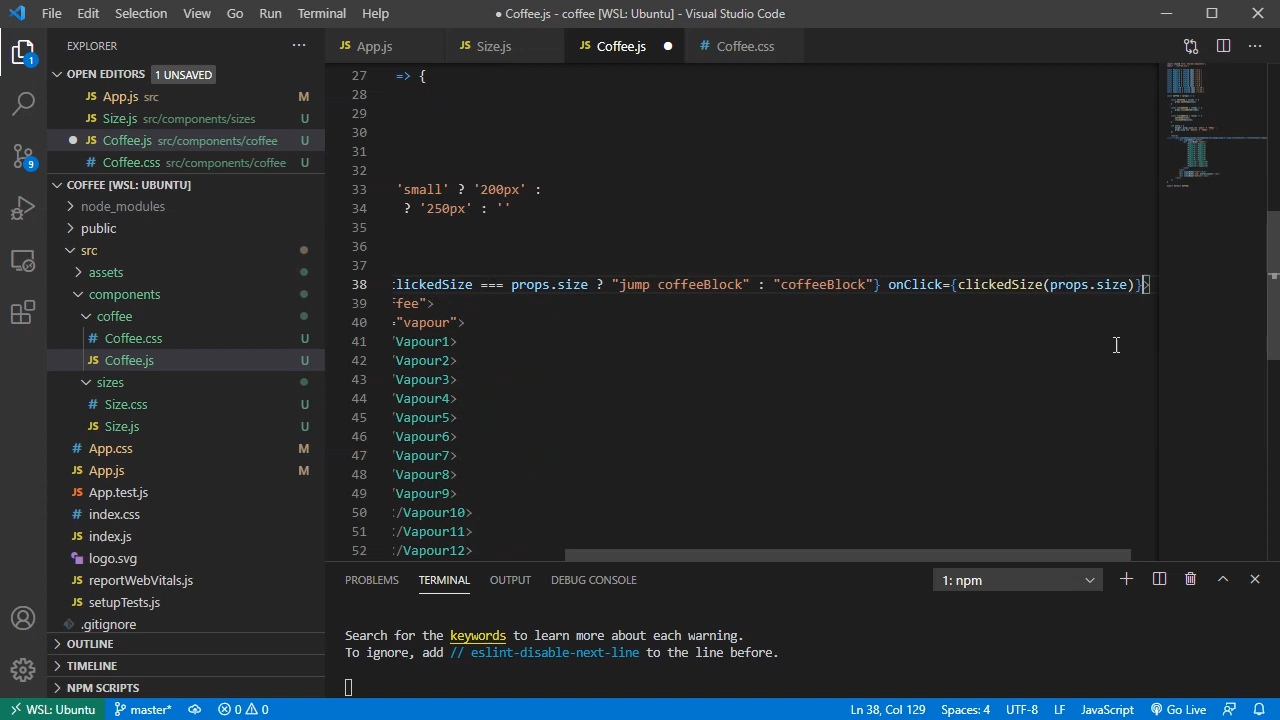 File Edit Selection View Go Run Terminal Help ● Coffee.js - coffee [WSL: Ubuntu] - Visual Studio Code
EXPLORER
JS App.js JS Size.js JS Coffee.js # Coffee.css
OPEN EDITORS 1 UNSAVED
JS App.js src M
JS Size.js src/components/sizes U
JS Coffee.js src/components/coffee U
# Coffee.css src/components/coffee U
COFFEE [WSL: UBUNTU]
node_modules
public
src
assets
components
coffee
# Coffee.css U
JS Coffee.js U
sizes
# Size.css U
JS Size.js U
# App.css M
JS App.js M
JS App.test.js
# index.css
JS index.js
logo.svg
JS reportWebVitals.js
JS setupTests.js
.gitignore
OUTLINE
TIMELINE
NPM SCRIPTS
1
9
27 => {
28
29
30
31
32
33 'small' ? '200px' :
34 ? '250px' : ''
35
36
37
38 clickedSize === props.size ? "jump coffeeBlock" : "coffeeBlock"} onClick={clickedSize(props.size)}>
39 ffee">
40 ="vapour">
41 /Vapour1>
42 /Vapour2>
43 /Vapour3>
44 /Vapour4>
45 /Vapour5>
46 /Vapour6>
47 /Vapour7>
48 /Vapour8>
49 /Vapour9>
50 :/Vapour10>
51 :/Vapour11>
52 :/Vapour12>
PROBLEMS TERMINAL OUTPUT DEBUG CONSOLE 1: npm
Search for the keywords to learn more about each warning.
To ignore, add // eslint-disable-next-line to the line before.
WSL: Ubuntu master* 0 0 Ln 38, Col 129 Spaces: 4 UTF-8 LF JavaScript Go Live